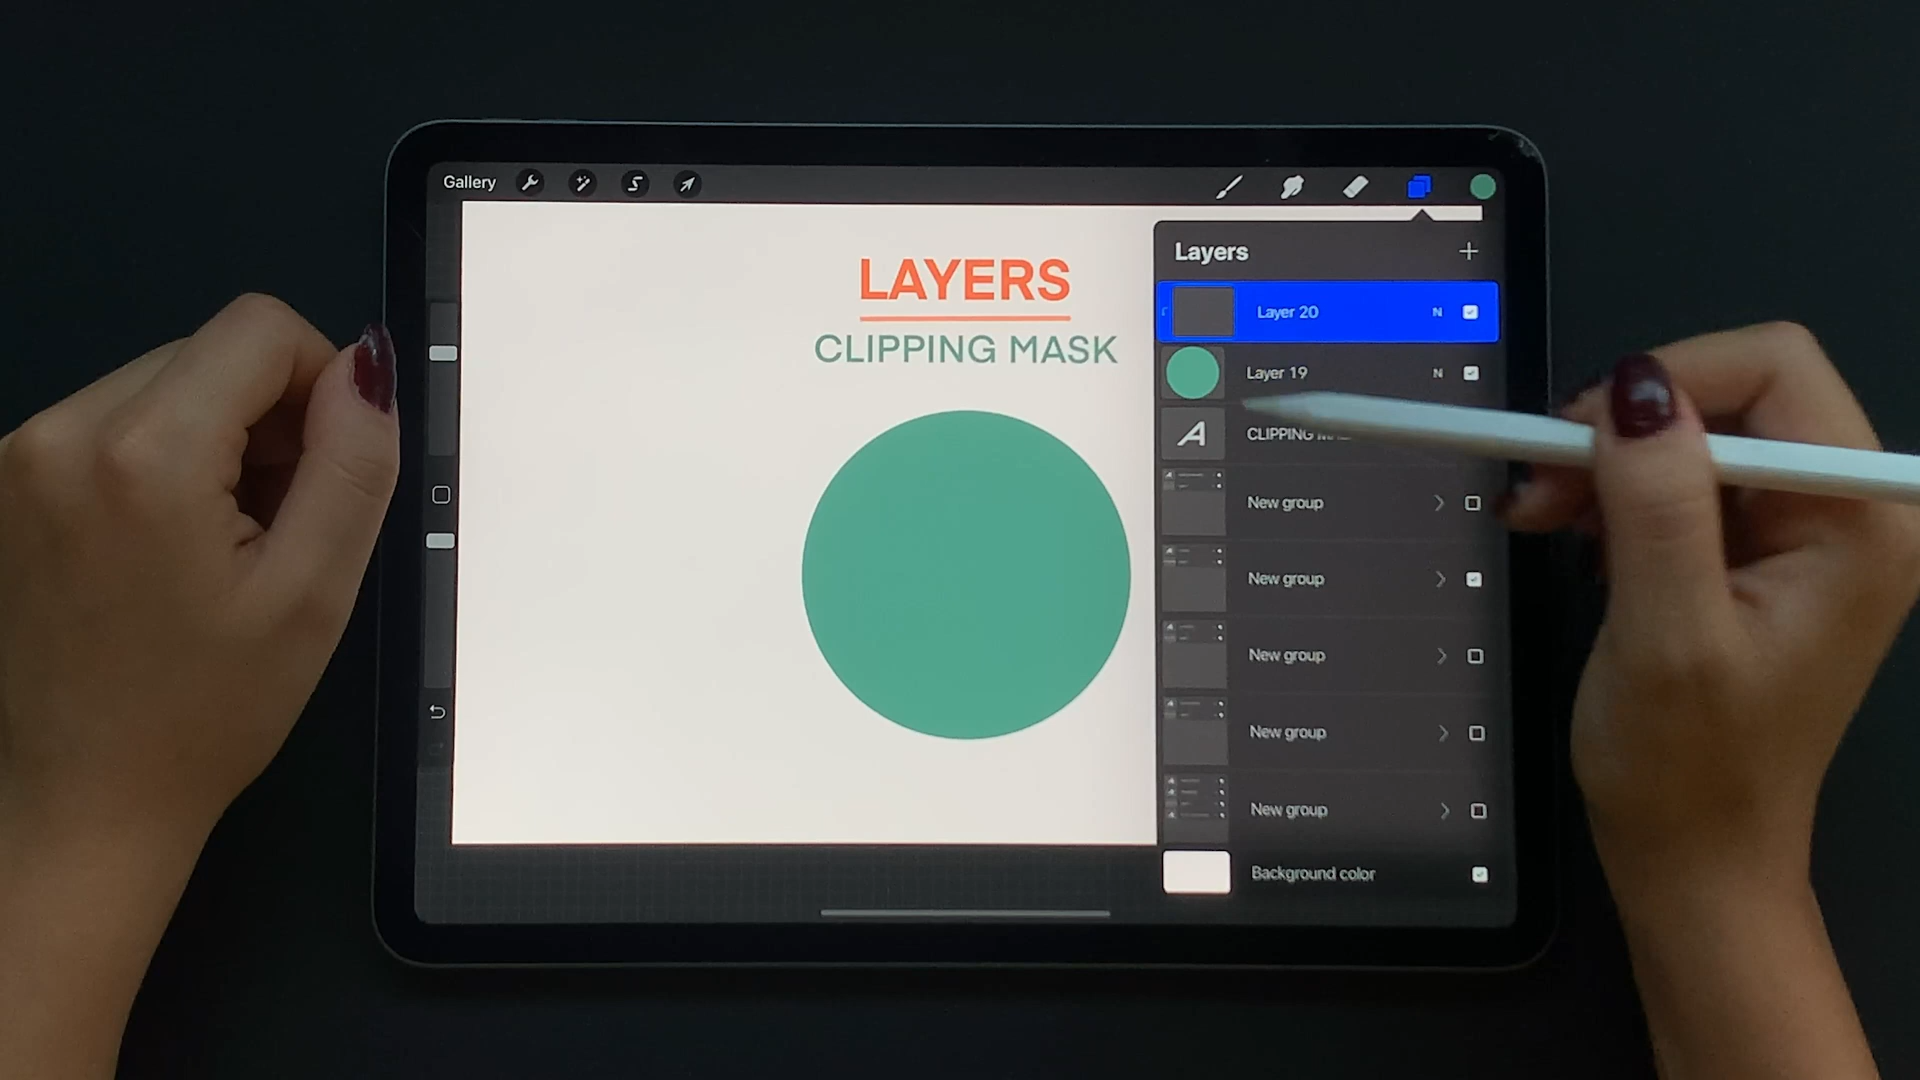 Gallery
LAYERS
CLIPPING MASK
Layers
Layer 20 N
Layer 19 N
A
CLIPPING
New group
New group
New group
New group
New group
Background color